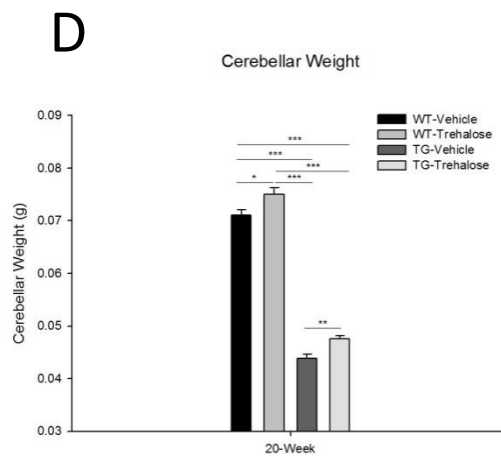 D
Cerebellar Weight
Cerebellar Weight (g)
0.09
0.08
0.07
0.06
0.05
0.04
0.03
WT-Vehicle
WT-Trehalose
TG-Vehicle
TG-Trehalose
***
***
***
* ***
**
20-Week